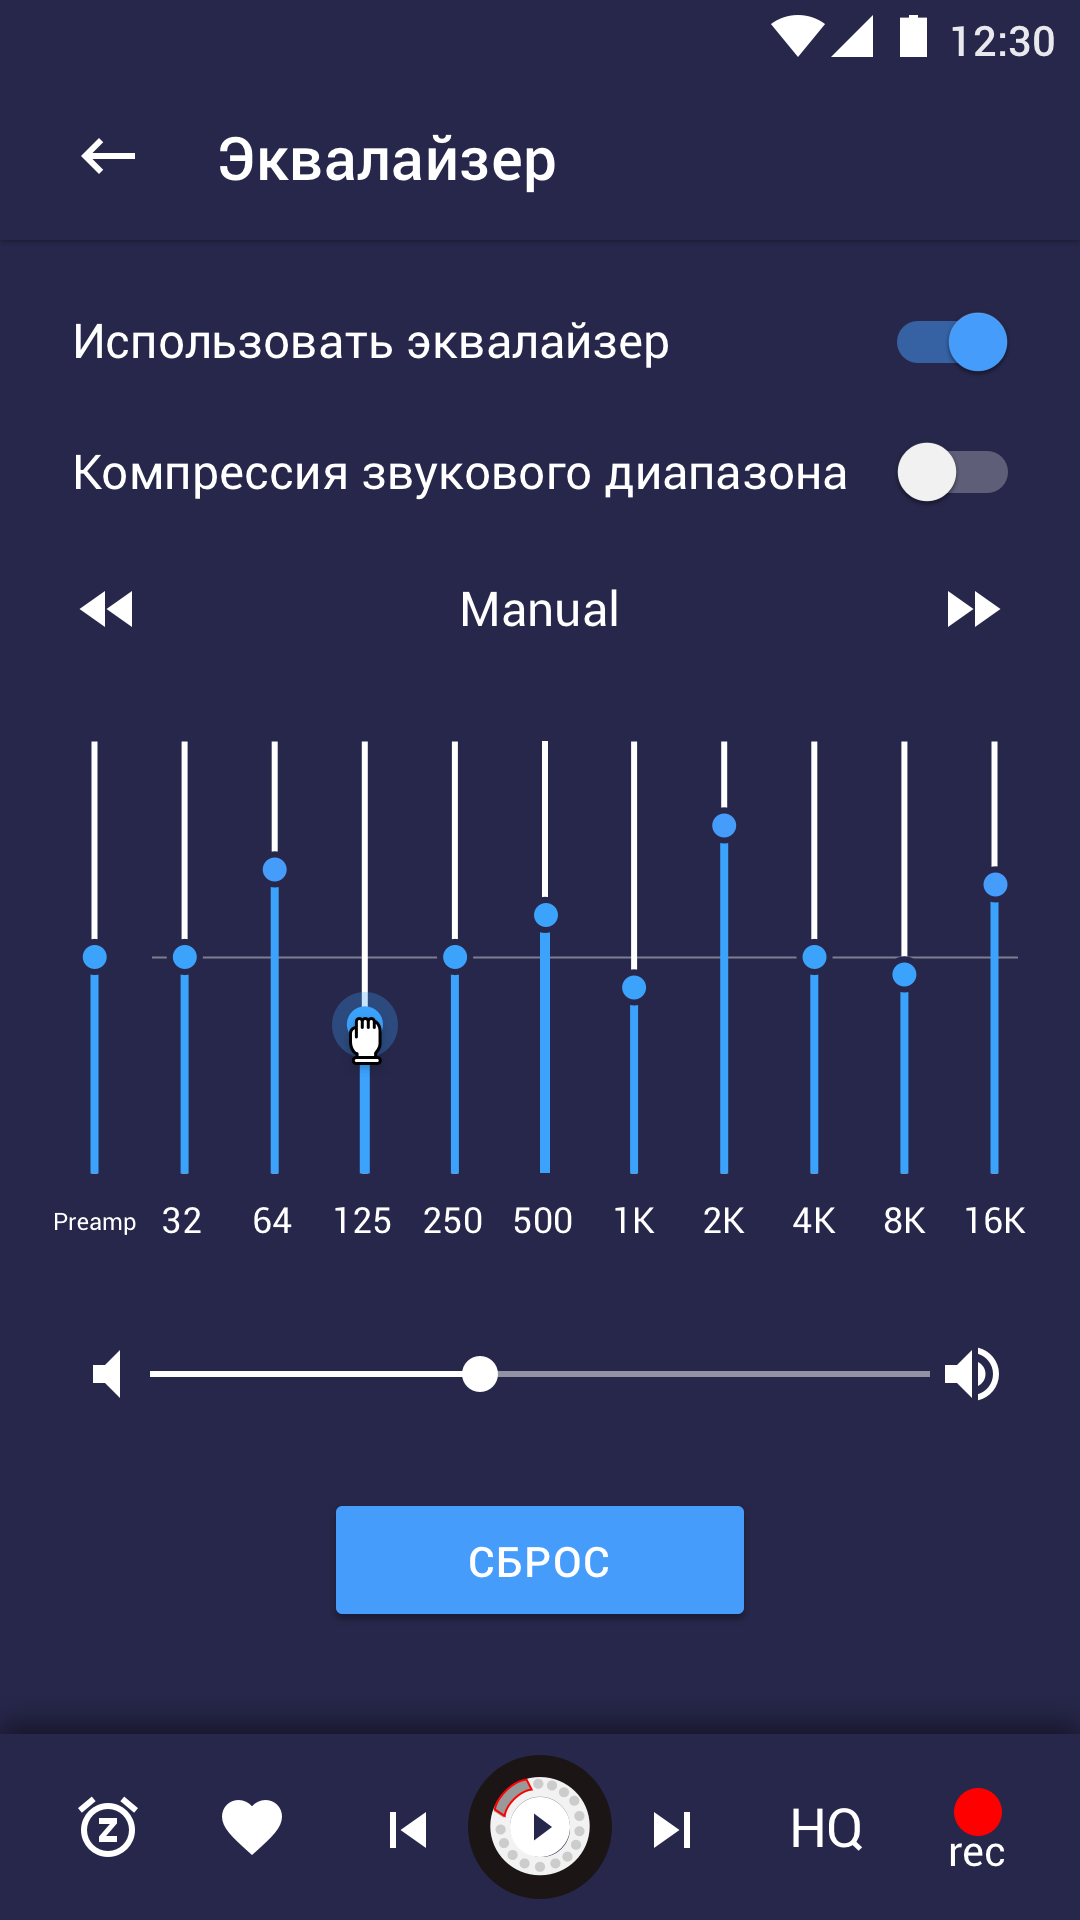 12:30
Эквалайзер
Использовать эквалайзер
Компрессия звукового диапазона
Manual
Preamp 32 64 125 250 500 1K 2K 4K 8K 16K
СБРОС
z HQ rec